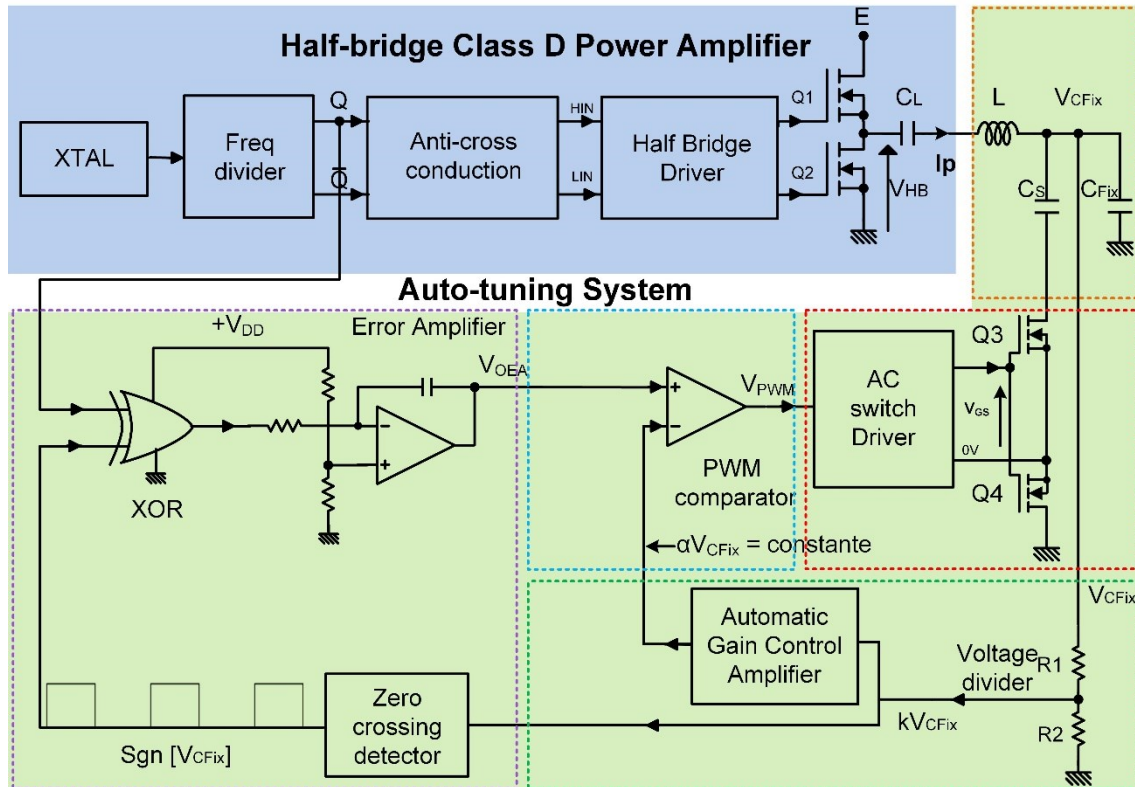 Half-bridge Class D Power Amplifier
E
XTAL
Freq
divider
Q
Q̅
Anti-cross
conduction
HIN
LIN
Half Bridge
Driver
Q1
Q2
CL
Ip
VHB
L
VCFix
CS
CFix
Auto-tuning System
+VDD
Error Amplifier
VOEA
XOR
VPWM
PWM
comparator
AC
switch
Driver
Q3
vGS
0V
Q4
αVCFix = constante
VCFix
Automatic
Gain Control
Amplifier
Voltage
divider
R1
kVCFix
R2
Zero
crossing
detector
Sgn [VCFix]